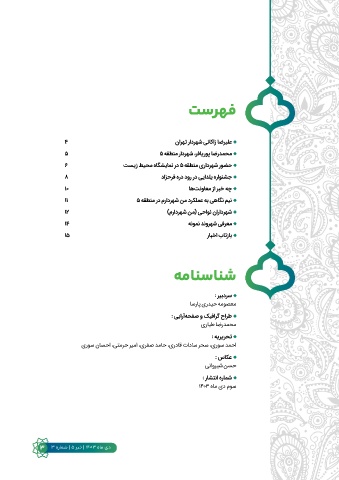 فهرست
علیرضا زاکانی شهردار تهران ۴
محمدرضا پوریافر، شهردار منطقه ۵ ۵
حضور شهرداری منطقه ۵ در نمایشگاه محیط زیست ۶
جشنواره یلدایی در رود دره فرحزاد ۸
چه خبر از معاونت‌ها ۱۰
نیم نگاهی به عملکرد من شهردارم در منطقه ۵ ۱۱
شهرداران نواحی (من شهردارم) ۱۲
معرفی شهروند نمونه ۱۴
بازتاب اخبار ۱۵
شناسنامه
سردبیر :
معصومه حیدری پارسا
طراح گرافیک و صفحه‌آرایی :
محمدرضا طیاری
تحریریه :
احمد سوری، سحر سادات قادری، حامد صفری، امیر حرمتی، احسان سوری
عکاس :
حسن شیروانی
شماره انتشار :
سوم دی ماه ۱۴۰۳
دی ماه ۱۴۰۳ | خبر ۵ | شماره ۳ ۳